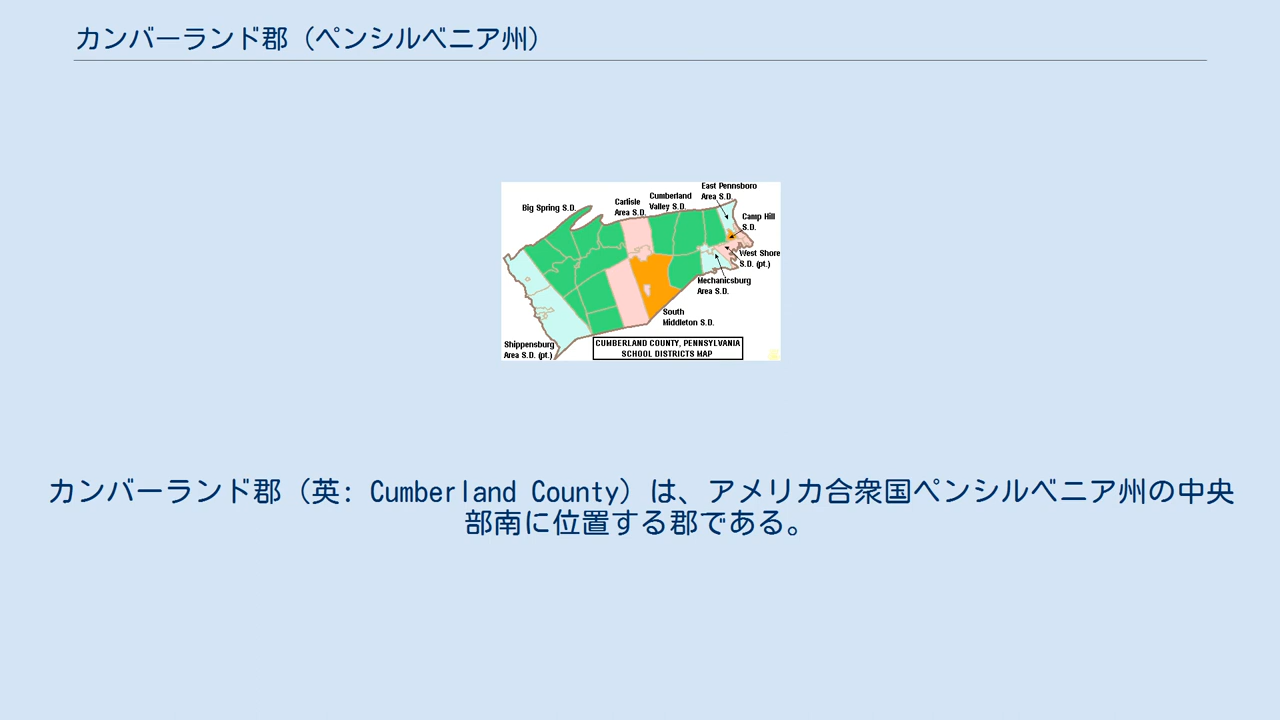 カンバーランド郡（ペンシルベニア州）
East Pennsboro
Area S.D.
Cumberland
Valley S.D.
Carlisle
Area S.D.
Big Spring S.D.
Camp Hill
S.D.
West Shore
S.D. (pt.)
Mechanicsburg
Area S.D.
South
Middleton S.D.
Shippensburg
Area S.D. (pt.)
CUMBERLAND COUNTY, PENNSYLVANIA
SCHOOL DISTRICTS MAP
カンバーランド郡（英: Cumberland County）は、アメリカ合衆国ペンシルベニア州の中央
部南に位置する郡である。